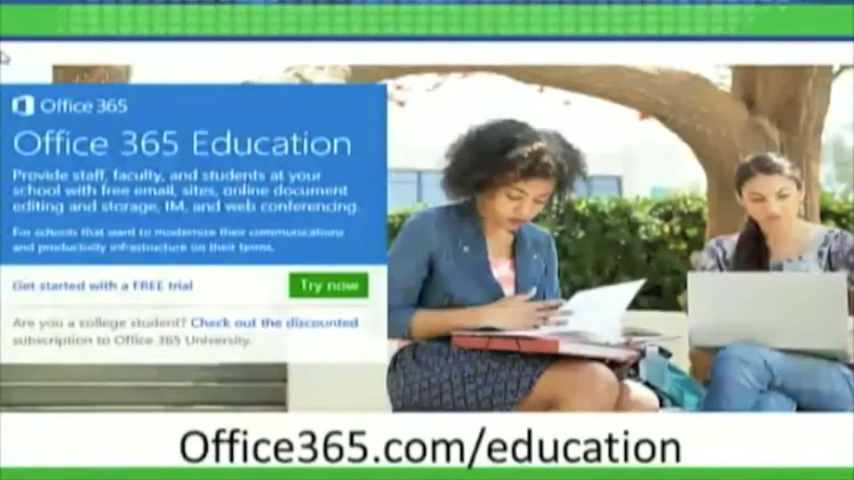 Office 365
Office 365 Education
Provide staff, faculty, and students at your
school with free email, sites, online document
editing and storage, IM, and web conferencing.
For schools that want to modernize their communications
and productivity infrastructure on their terms.
Get started with a FREE trial
Try now
Are you a college student? Check out the discounted
subscription to Office 365 University.
Office365.com/education